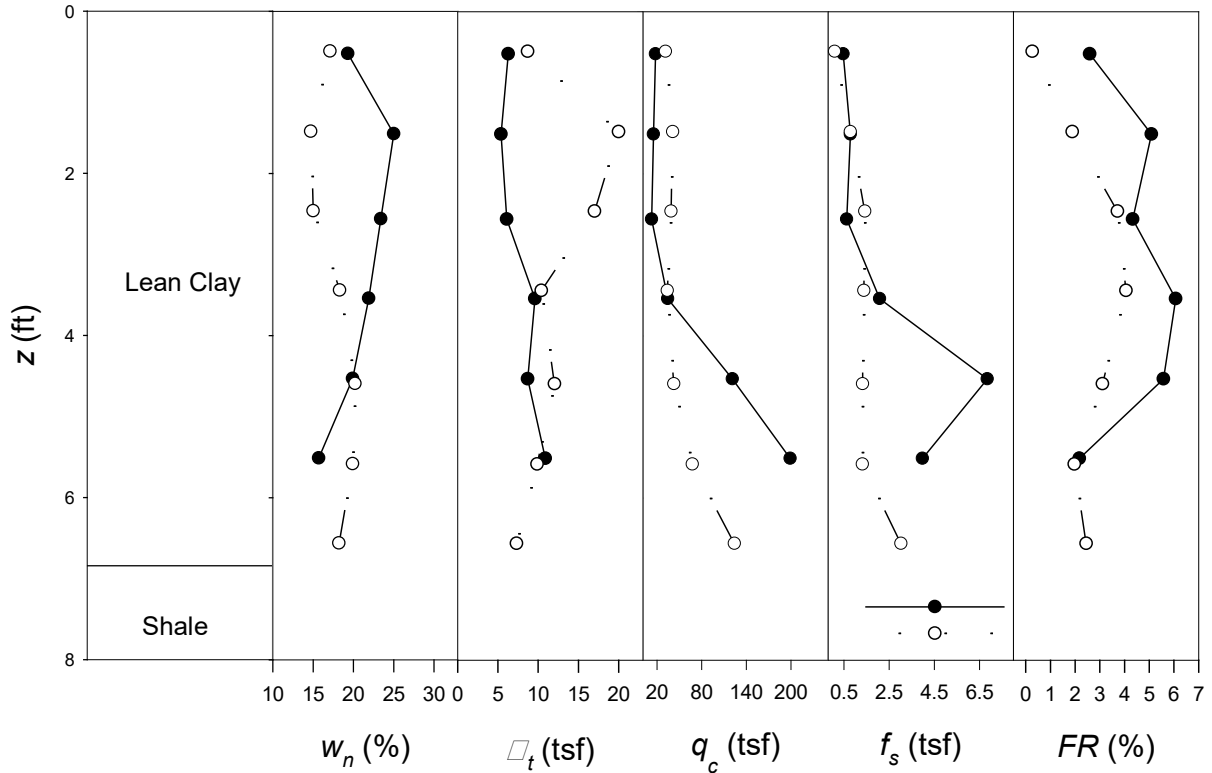 0
2
4
6
8
z (ft)
Lean Clay
Shale
10 15 20 25 30
0 5 10 15 20
20 80 140 200
0.5 2.5 4.5 6.5
0 1 2 3 4 5 6 7
w_n (%)
□_t (tsf)
q_c (tsf)
f_s (tsf)
FR (%)